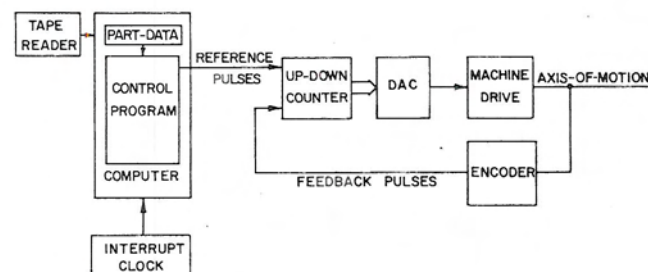 TAPE
READER
PART-DATA
CONTROL
PROGRAM
COMPUTER
INTERRUPT
CLOCK
REFERENCE
PULSES
UP-DOWN
COUNTER
DAC
MACHINE
DRIVE
AXIS-OF-MOTION
ENCODER
FEEDBACK PULSES